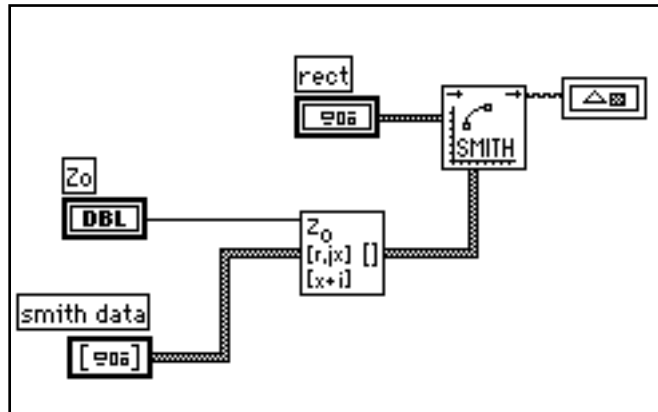 rect
SMITH
Zo
DBL
Zo
[r,jx] []
[x+i]
smith data